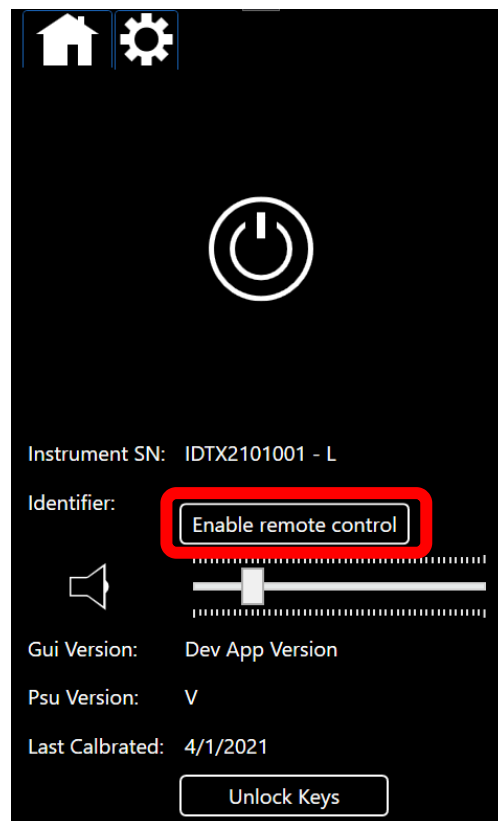 Instrument SN: IDTX2101001 - L
Identifier:
Enable remote control
Gui Version: Dev App Version
Psu Version: V
Last Calbrated: 4/1/2021
Unlock Keys